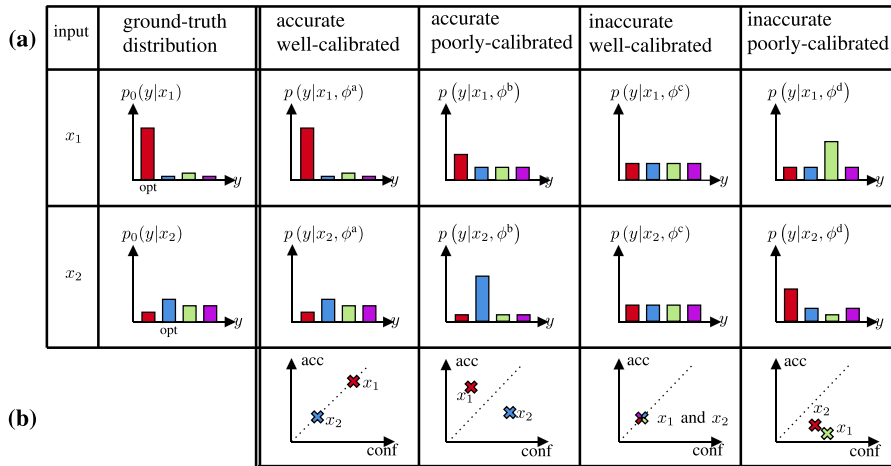 (a)
input
ground-truth
distribution
accurate
well-calibrated
accurate
poorly-calibrated
inaccurate
well-calibrated
inaccurate
poorly-calibrated
x₁
p₀(y|x₁)
opt
y
p(y|x₁, ϕᵃ)
y
p(y|x₁, ϕᵇ)
y
p(y|x₁, ϕᶜ)
y
p(y|x₁, ϕᵈ)
y
x₂
p₀(y|x₂)
opt
y
p(y|x₂, ϕᵃ)
y
p(y|x₂, ϕᵇ)
y
p(y|x₂, ϕᶜ)
y
p(y|x₂, ϕᵈ)
y
(b)
acc
x₁
x₂
conf
acc
x₁
x₂
conf
acc
x₁ and x₂
conf
acc
x₂
x₁
conf